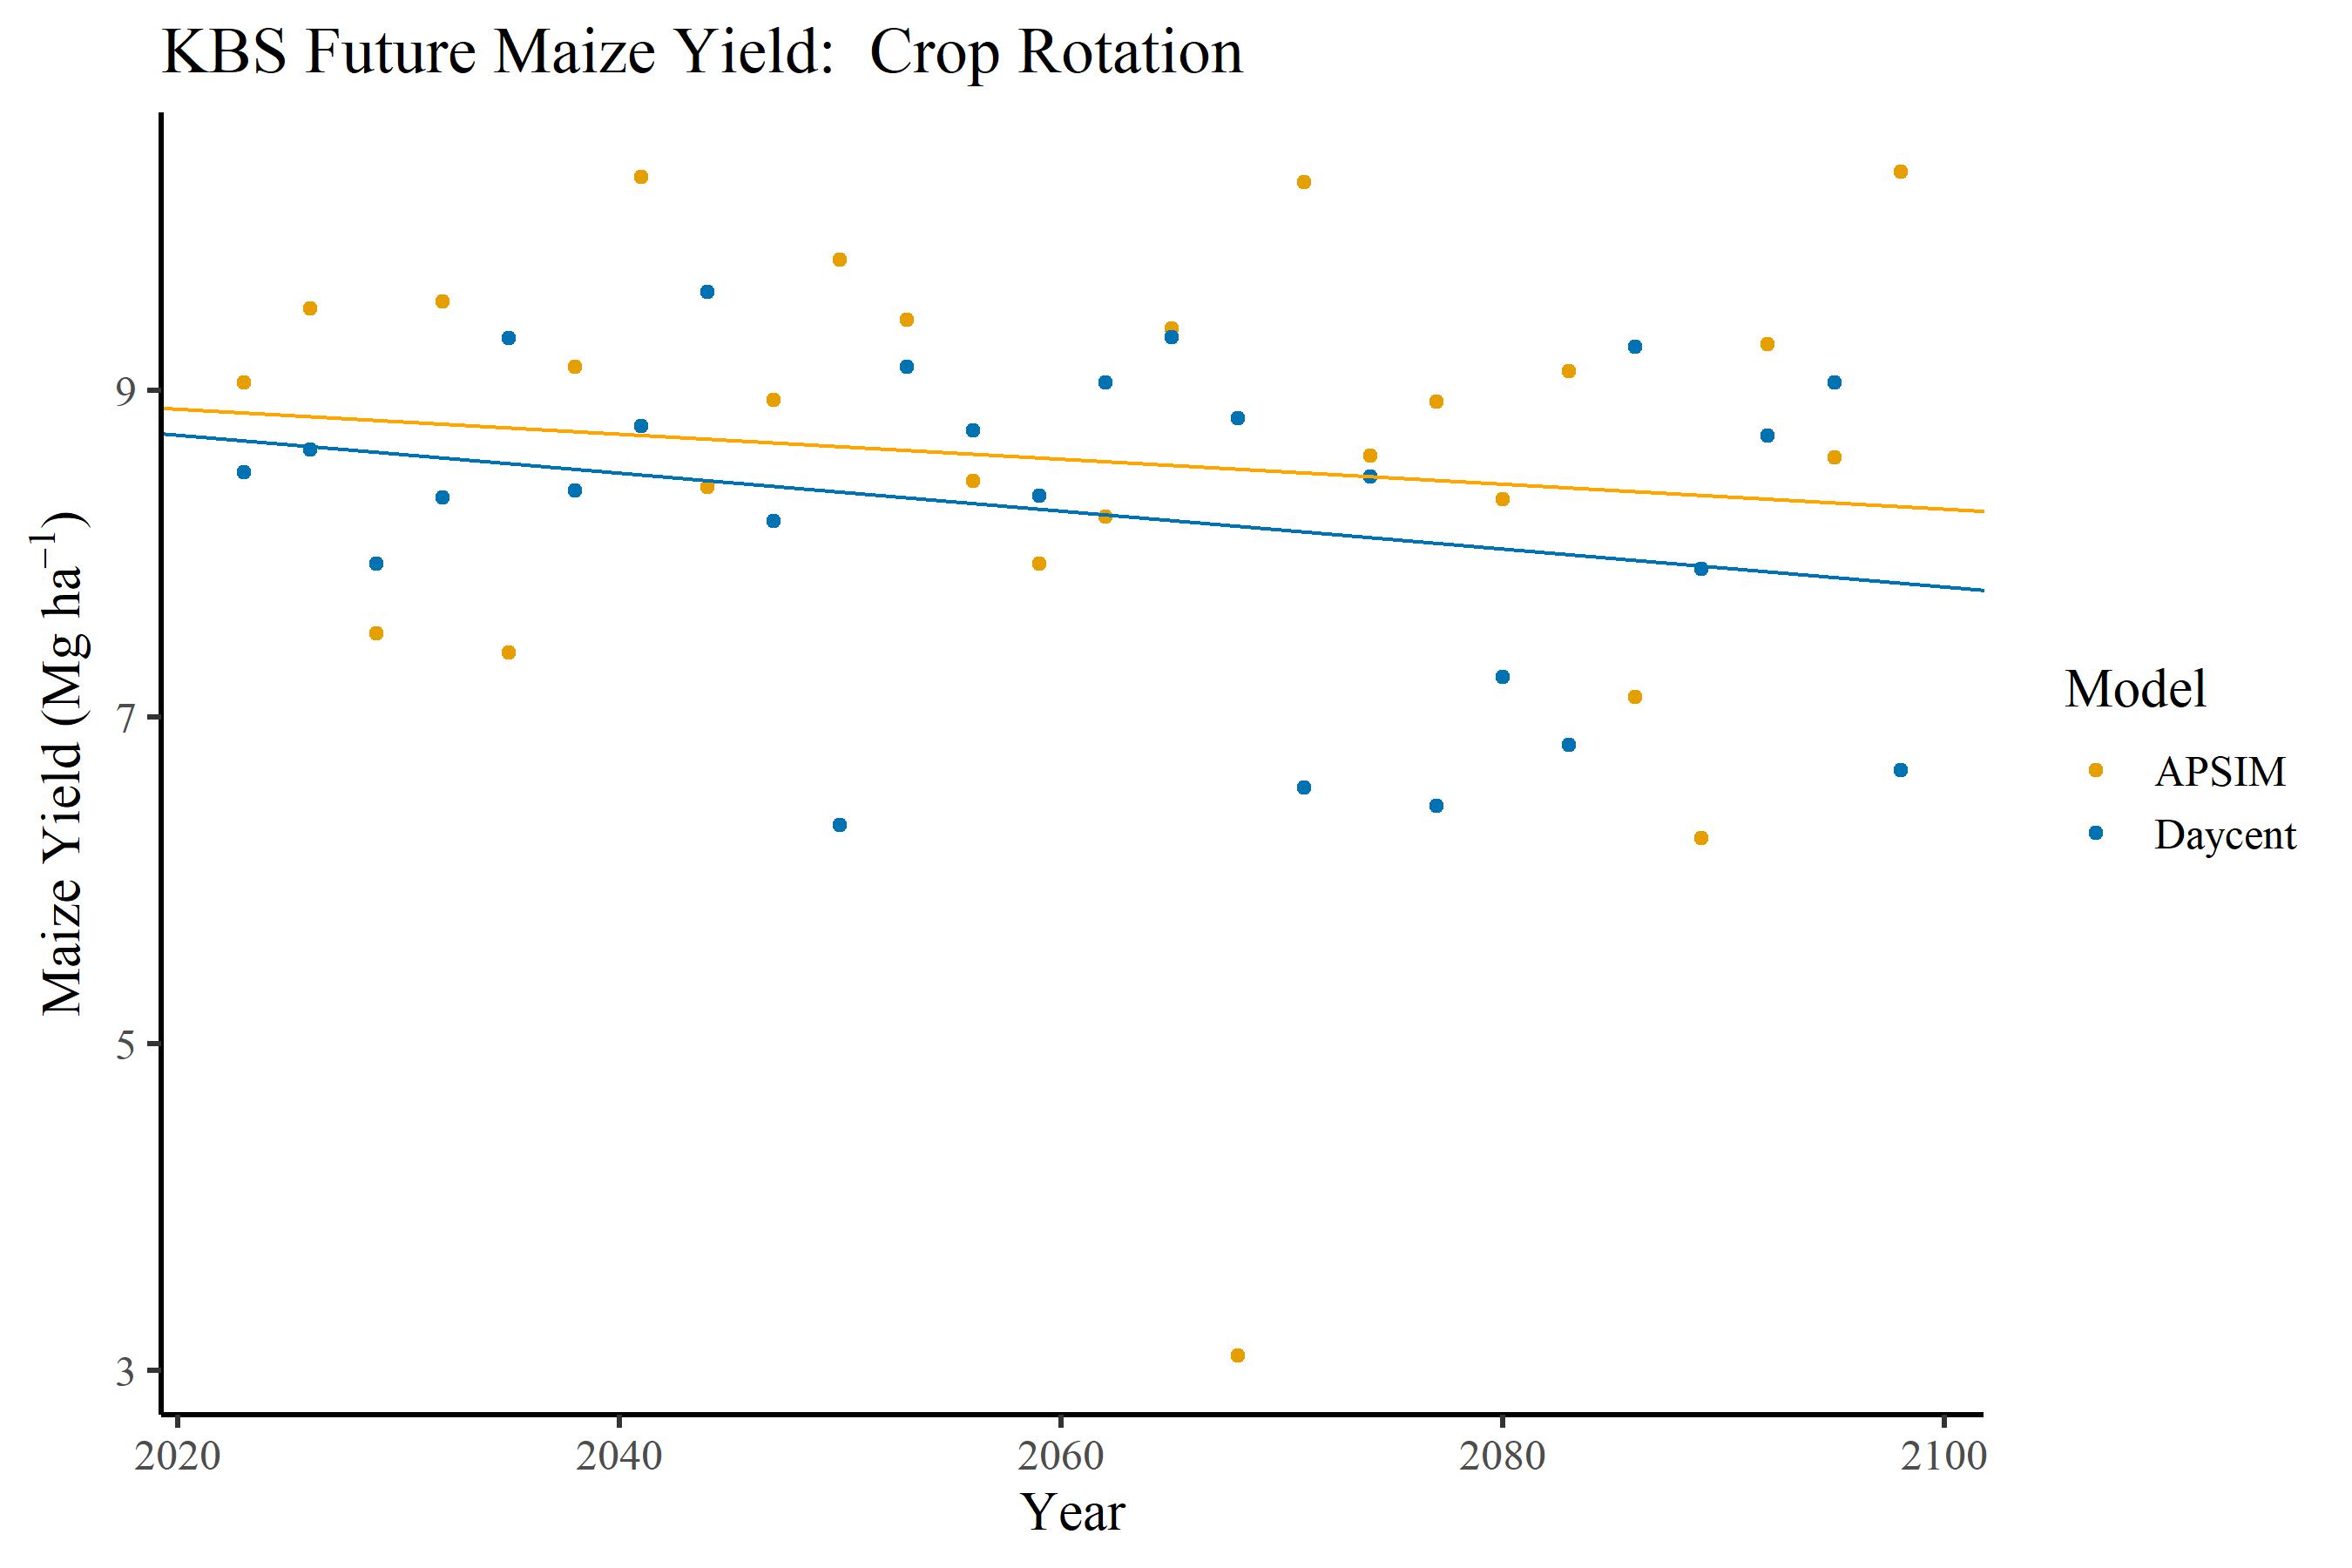 KBS Future Maize Yield:  Crop Rotation
Maize Yield (Mg ha⁻¹)
9
7
5
3
2020
2040
2060
2080
2100
Year
Model
APSIM
Daycent